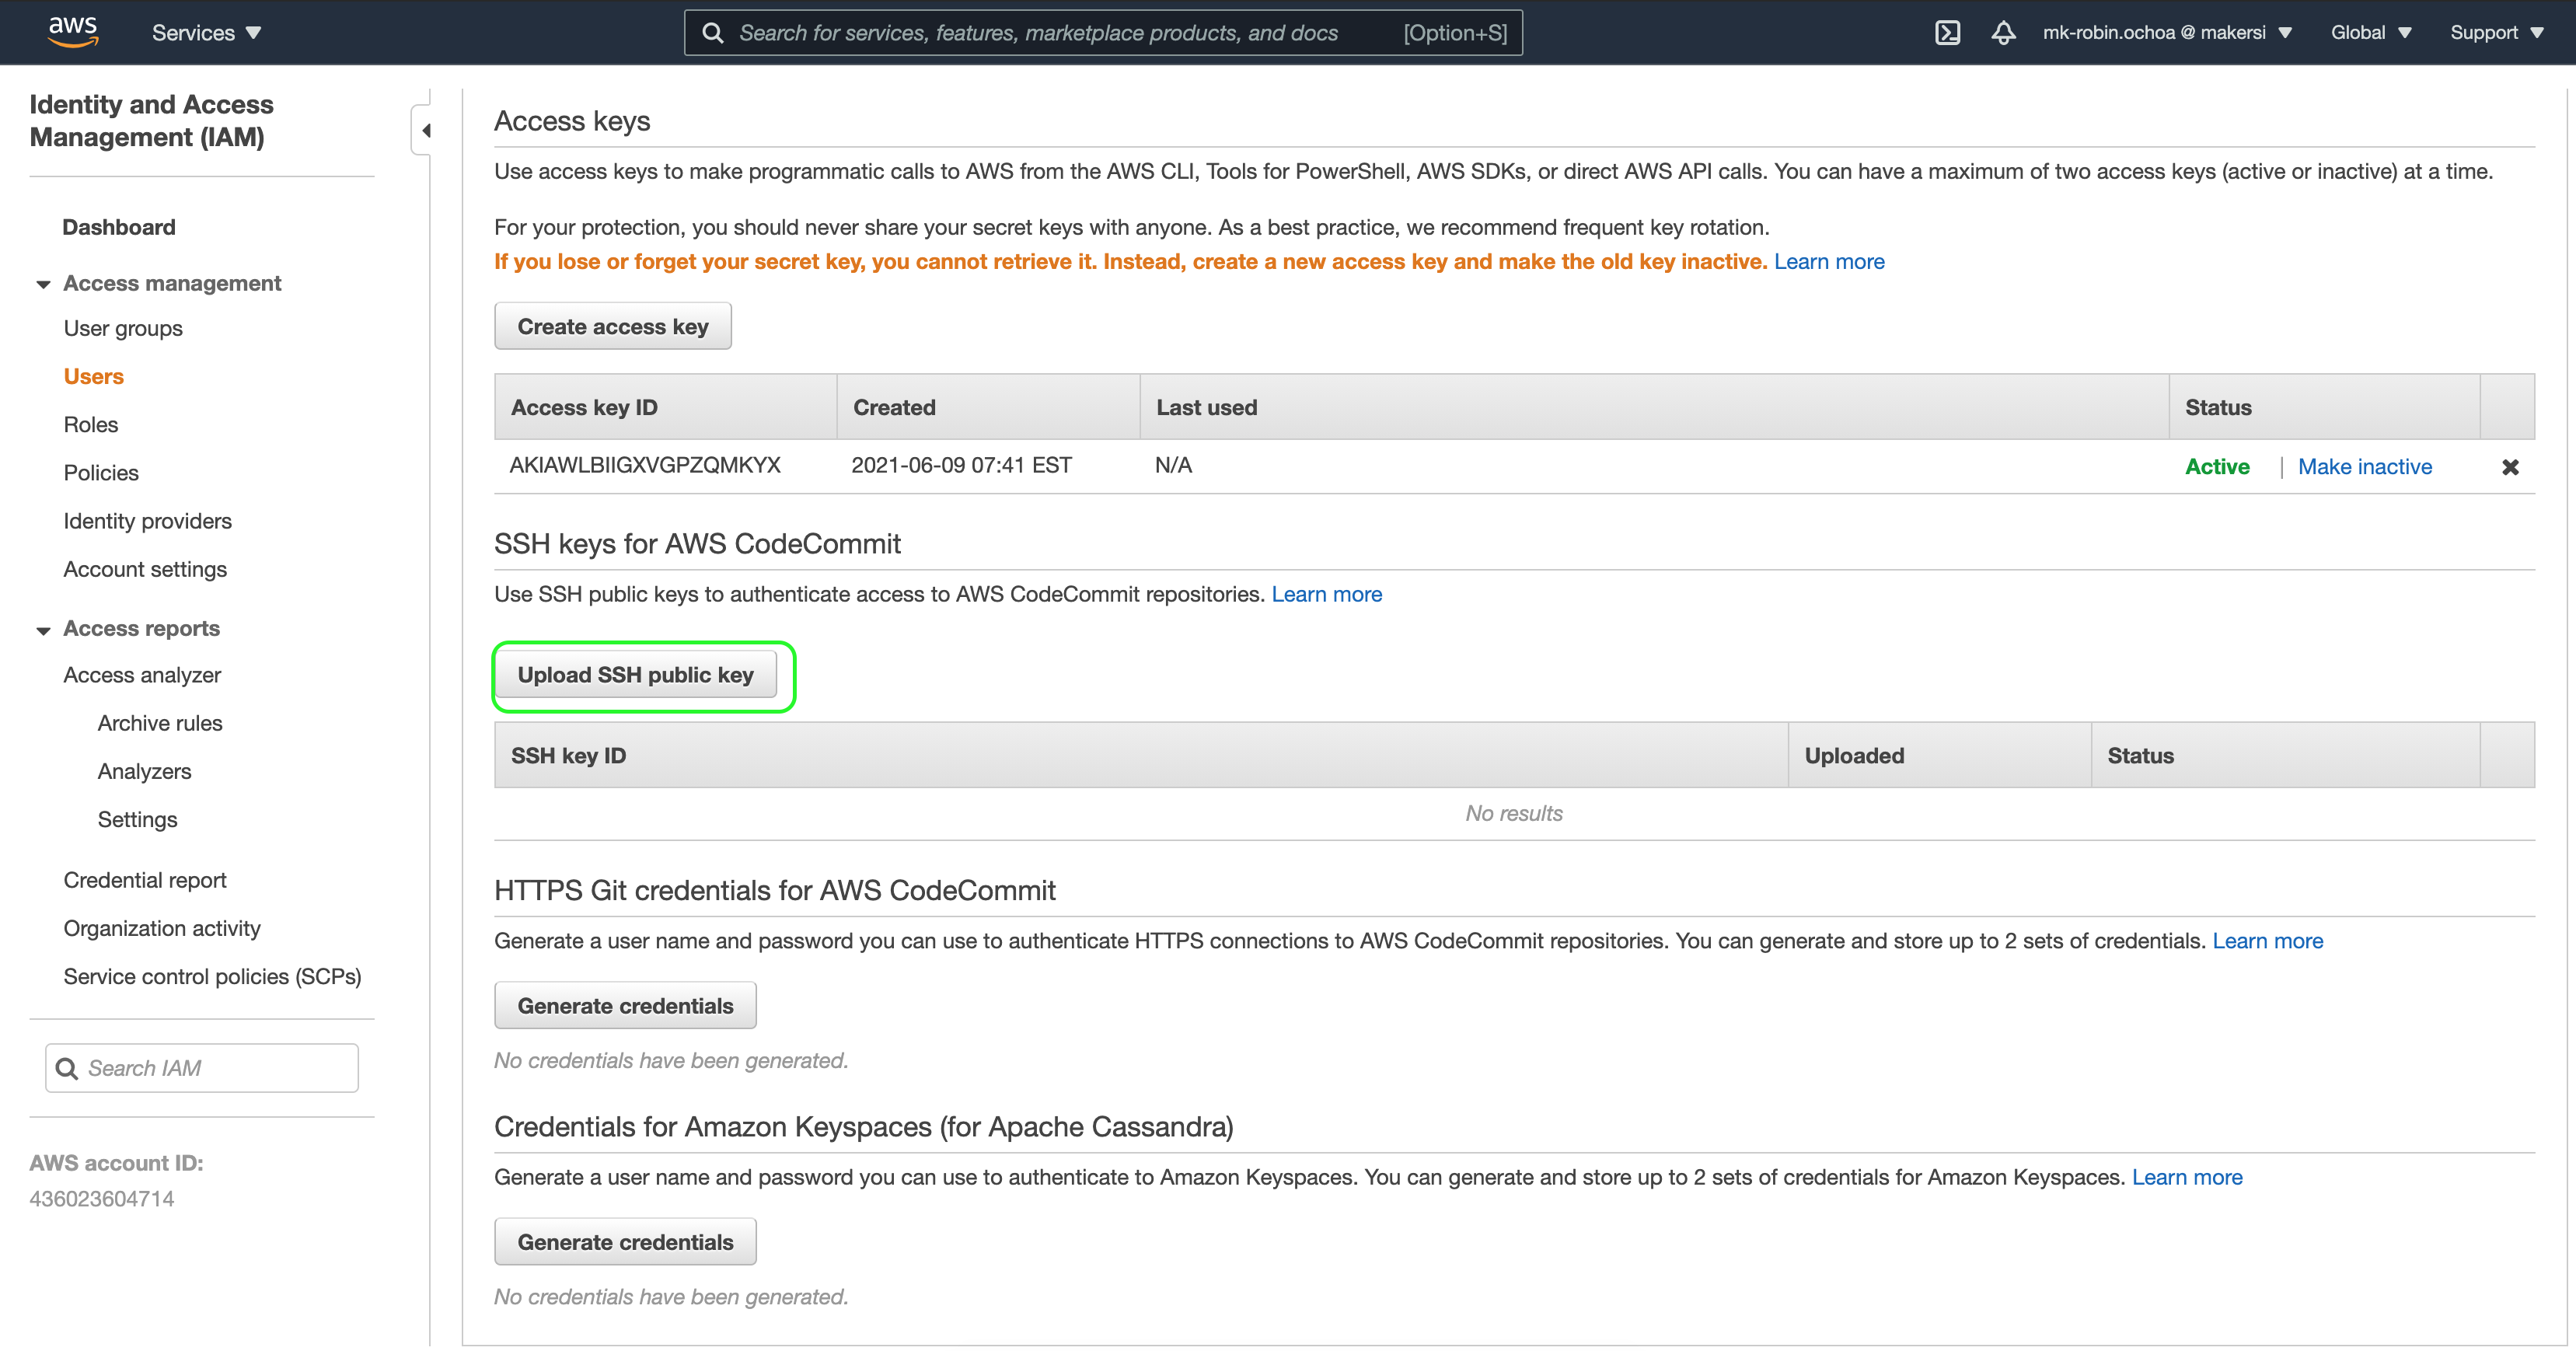 aws
Services
Search for services, features, marketplace products, and docs
[Option+S]
mk-robin.ochoa @ makersi
Global
Support
Identity and Access
Management (IAM)
Dashboard
Access management
User groups
Users
Roles
Policies
Identity providers
Account settings
Access reports
Access analyzer
Archive rules
Analyzers
Settings
Credential report
Organization activity
Service control policies (SCPs)
Search IAM
AWS account ID:
436023604714
Access keys
Use access keys to make programmatic calls to AWS from the AWS CLI, Tools for PowerShell, AWS SDKs, or direct AWS API calls. You can have a maximum of two access keys (active or inactive) at a time.
For your protection, you should never share your secret keys with anyone. As a best practice, we recommend frequent key rotation.
If you lose or forget your secret key, you cannot retrieve it. Instead, create a new access key and make the old key inactive. Learn more
Create access key
Access key ID Created Last used Status
AKIAWLBIIGXVGPZQMKYX 2021-06-09 07:41 EST N/A Active | Make inactive
SSH keys for AWS CodeCommit
Use SSH public keys to authenticate access to AWS CodeCommit repositories. Learn more
Upload SSH public key
SSH key ID Uploaded Status
No results
HTTPS Git credentials for AWS CodeCommit
Generate a user name and password you can use to authenticate HTTPS connections to AWS CodeCommit repositories. You can generate and store up to 2 sets of credentials. Learn more
Generate credentials
No credentials have been generated.
Credentials for Amazon Keyspaces (for Apache Cassandra)
Generate a user name and password you can use to authenticate to Amazon Keyspaces. You can generate and store up to 2 sets of credentials for Amazon Keyspaces. Learn more
Generate credentials
No credentials have been generated.